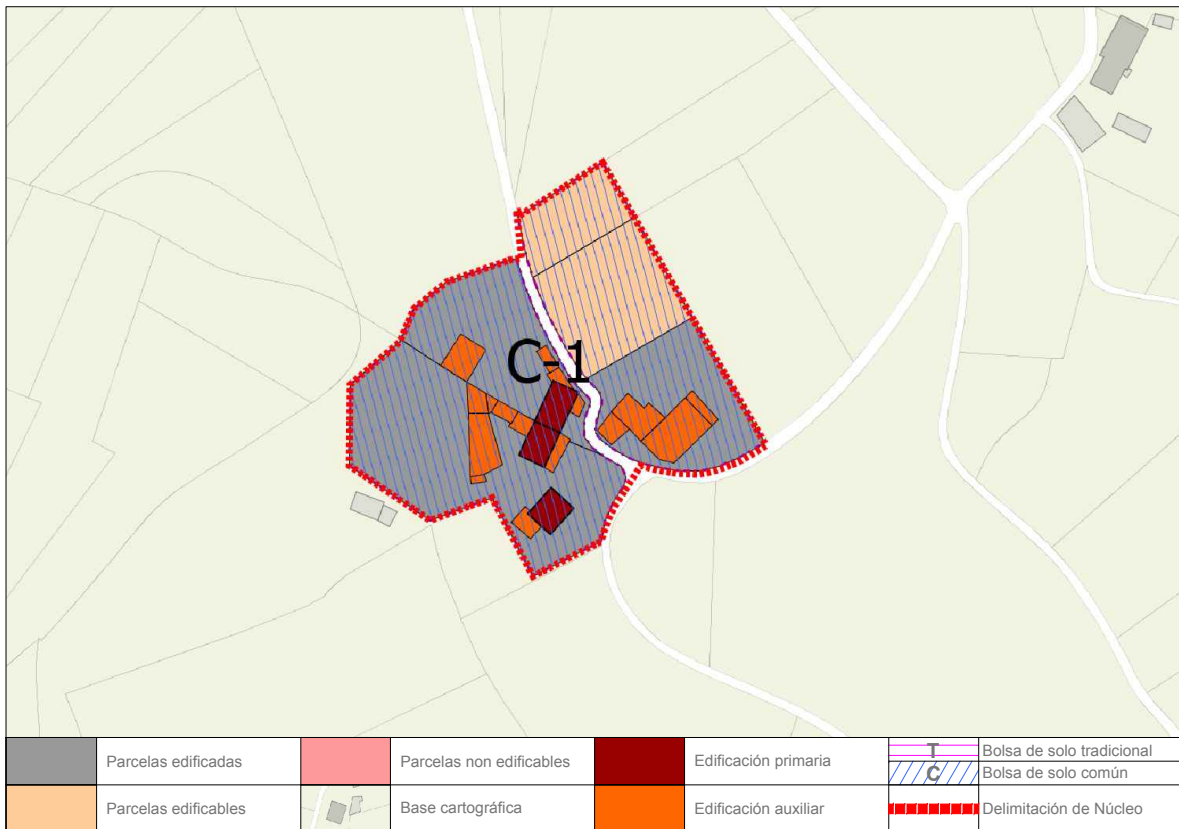 C-1
Parcelas edificadas
Parcelas non edificables
Edificación primaria
T
Bolsa de solo tradicional
C
Bolsa de solo común
Parcelas edificables
Base cartográfica
Edificación auxiliar
Delimitación de Núcleo